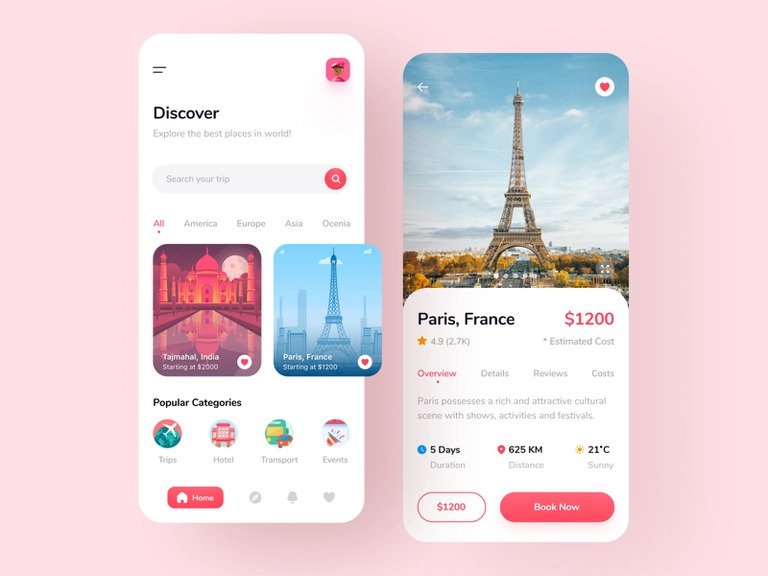 Discover
Explore the best places in world!
Search your trip
All America Europe Asia Ocenia
Tajmahal, India
Starting at $2000
Paris, France
Starting at $1200
Popular Categories
Trips Hotel Transport Events
Home
Paris, France $1200
4.9 (2.7K) * Estimated Cost
Overview Details Reviews Costs
Paris possesses a rich and attractive cultural
scene with shows, activities and festivals.
5 Days 625 KM 21˚C
Duration Distance Sunny
$1200 Book Now